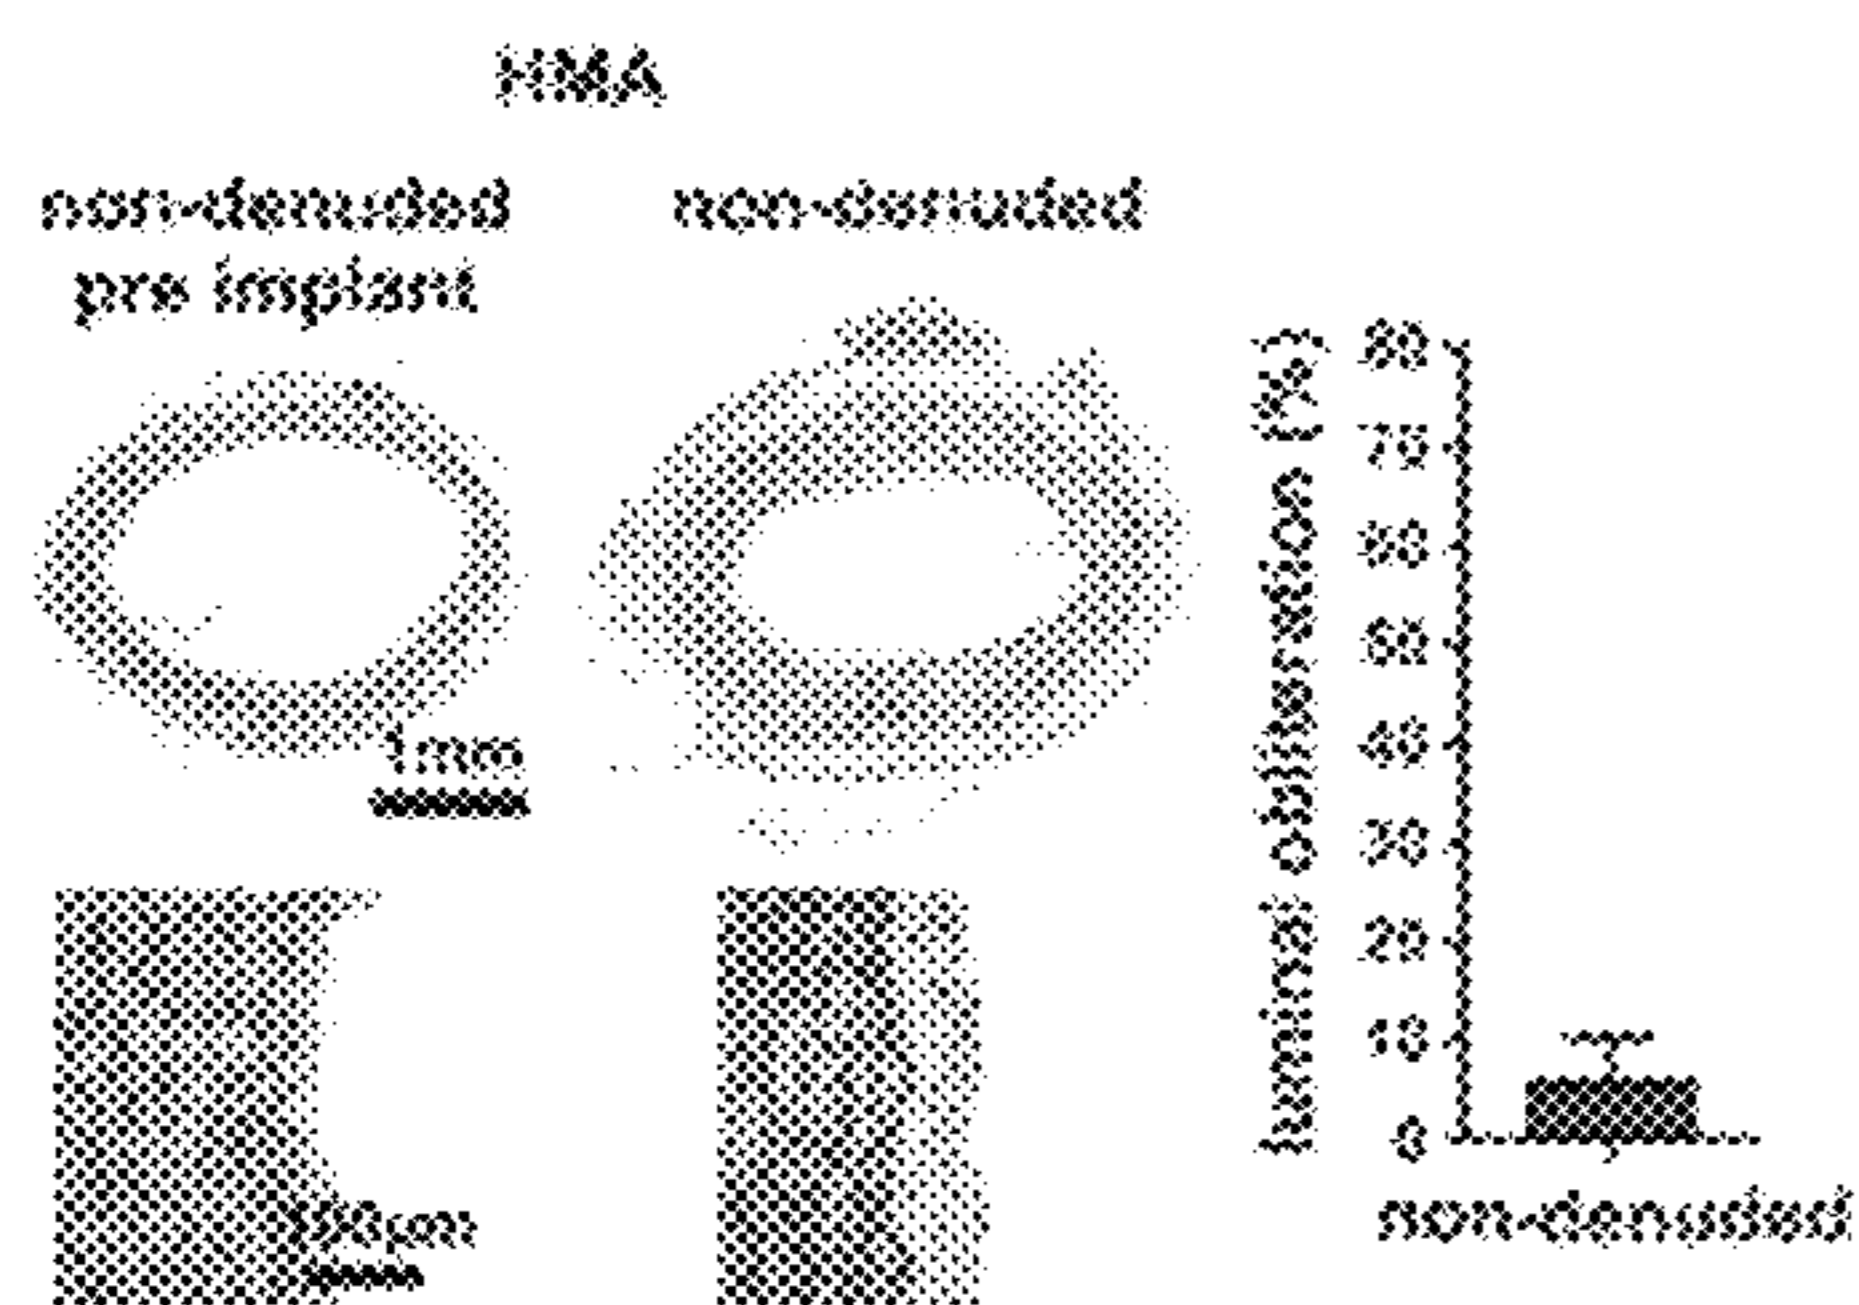 HMA
non-denuded
pre implant
non-denuded
1mm
100µm
luminal obliteration (%)
80
70
60
50
40
30
20
10
0
non-denuded